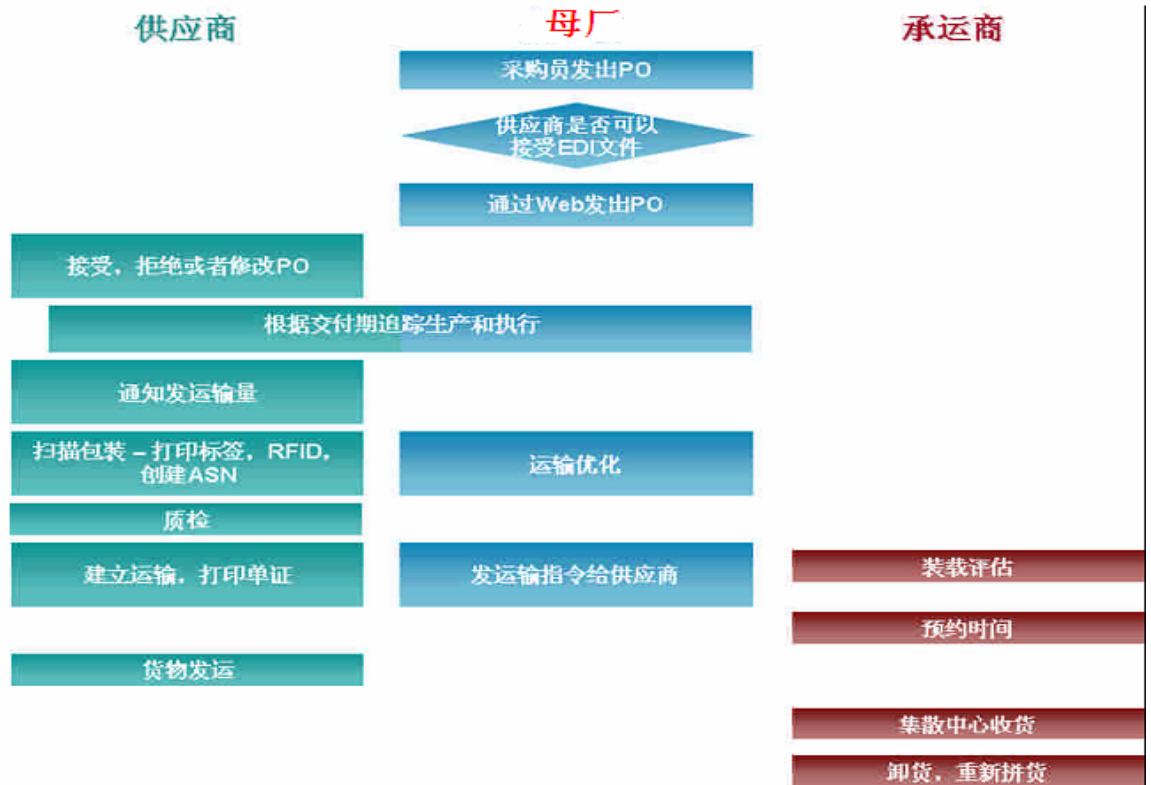 供应商
母厂
承运商
采购员发出PO
供应商是否可以
接受EDI文件
通过Web发出PO
接受，拒绝或者修改PO
根据交付期追踪生产和执行
通知发运输量
扫描包装 – 打印标签，RFID，
创建ASN
运输优化
质检
建立运输，打印单证
发运输指令给供应商
装载评估
预约时间
货物发运
集散中心收货
卸货，重新拼货